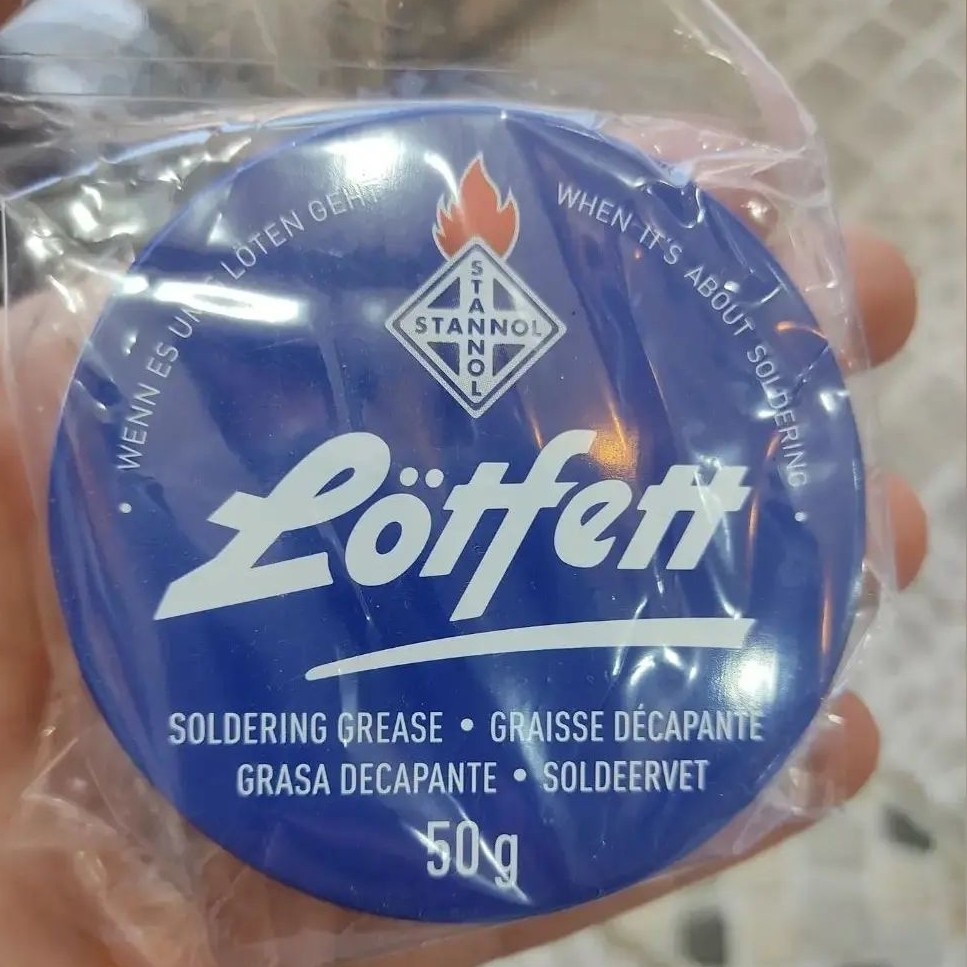 WENN ES UM'S LÖTEN GEHT
WHEN IT'S ABOUT SOLDERING
STANNOL
STANNOL
Lötfett
SOLDERING GREASE • GRAISSE DÉCAPANTE
GRASA DECAPANTE • SOLDEERVET
50 g